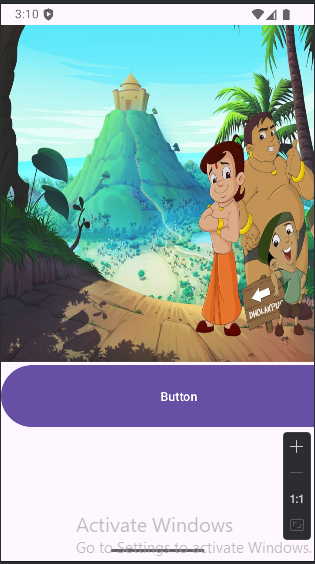 3:10
DHOLAKPUR
Button
1:1
Activate Windows
Go to Settings to activate Windows.